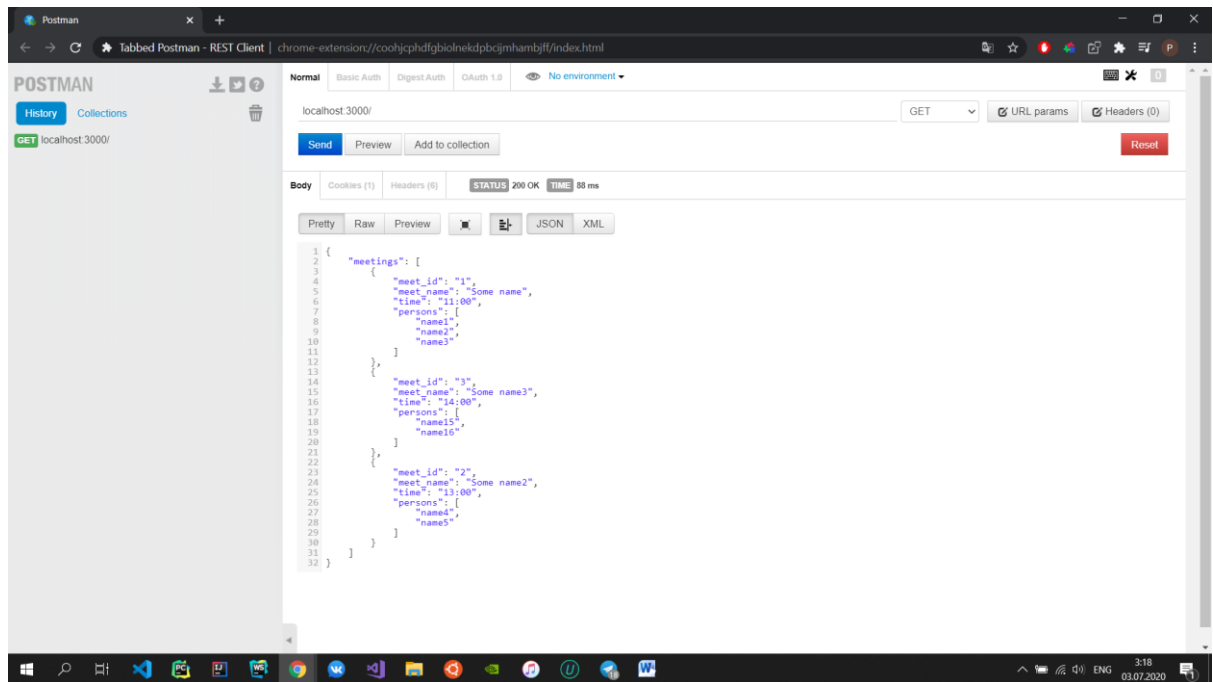 Postman
Tabbed Postman - REST Client | chrome-extension://coohjcphdfgbiolnekdpbcijmhambjff/index.html
P
POSTMAN
History Collections
GET localhost:3000/
Normal Basic Auth Digest Auth OAuth 1.0 No environment 0
localhost:3000/ GET URL params Headers (0)
Send Preview Add to collection Reset
Body Cookies (1) Headers (6) STATUS 200 OK TIME 88 ms
Pretty Raw Preview JSON XML
1 {
2 "meetings": [
3 {
4 "meet_id": "1",
5 "meet_name": "Some name",
6 "time": "11:00",
7 "persons": [
8 "name1",
9 "name2",
10 "name3"
11 ]
12 },
13 {
14 "meet_id": "3",
15 "meet_name": "Some name3",
16 "time": "14:00",
17 "persons": [
18 "name15",
19 "name16"
20 ]
21 },
22 {
23 "meet_id": "2",
24 "meet_name": "Some name2",
25 "time": "13:00",
26 "persons": [
27 "name4",
28 "name5"
29 ]
30 }
31 ]
32 }
PC IJ WS U W
ENG 3:18
03.07.2020